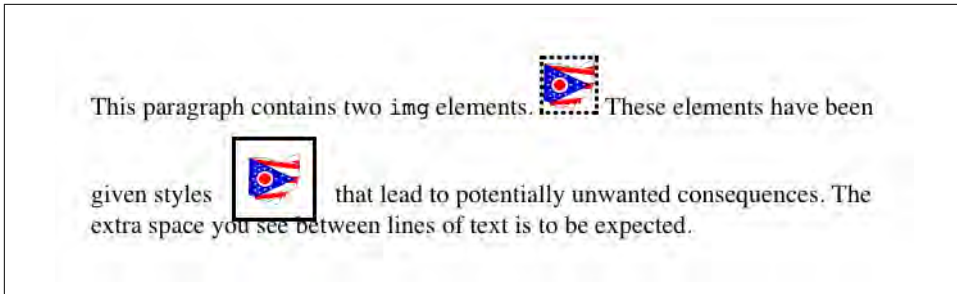 This paragraph contains two img elements. These elements have been
given styles that lead to potentially unwanted consequences. The
extra space you see between lines of text is to be expected.